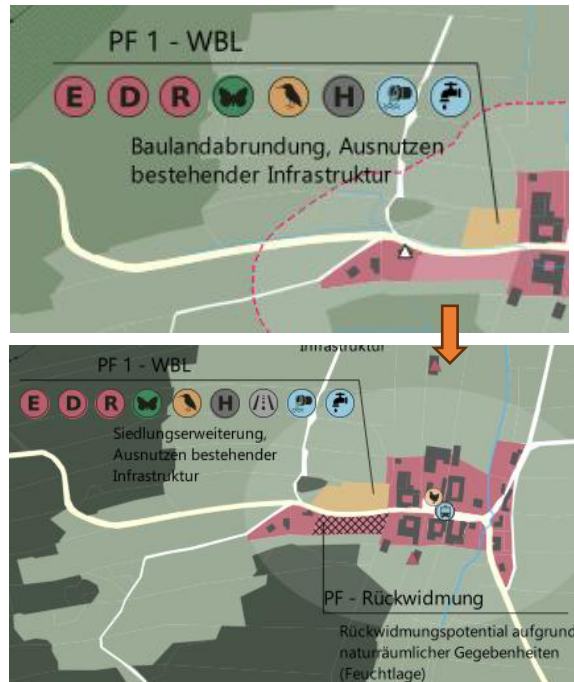 PF 1 - WBL
E D R H
Baulandabrundung, Ausnutzen
bestehender Infrastruktur
Infrastruktur
PF 1 - WBL
E D R H
Siedlungserweiterung,
Ausnutzen bestehender
Infrastruktur
PF - Rückwidmung
Rückwidmungspotential aufgrund
naturräumlicher Gegebenheiten
(Feuchtlage)